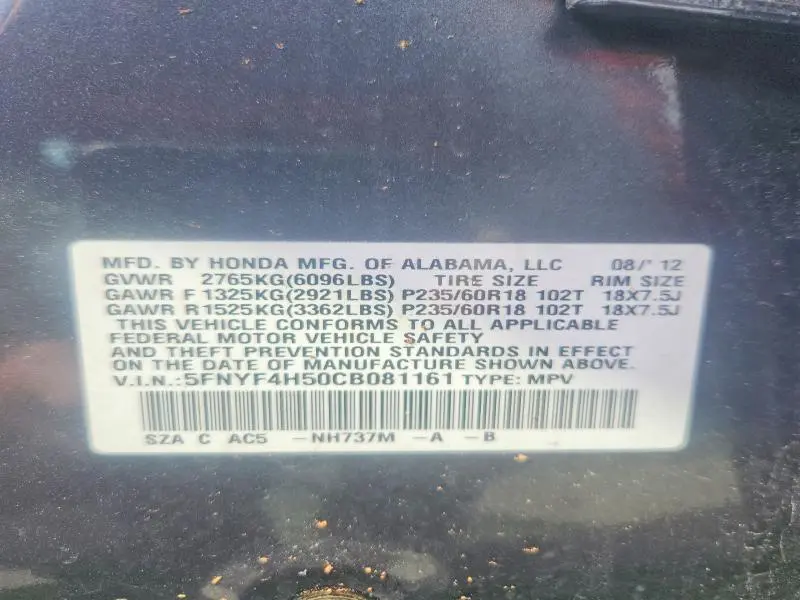 MFD. BY HONDA MFG. OF ALABAMA, LLC 08/'12
GVWR 2765KG(6096LBS) TIRE SIZE RIM SIZE
GAWR F 1325KG(2921LBS) P235/60R18 102T 18X7.5J
GAWR R1525KG(3362LBS) P235/60R18 102T 18X7.5J
THIS VEHICLE CONFORMS TO ALL APPLICABLE
FEDERAL MOTOR VEHICLE SAFETY
AND THEFT PREVENTION STANDARDS IN EFFECT
ON THE DATE OF MANUFACTURE SHOWN ABOVE.
V.I.N.:5FNYF4H50CB081161 TYPE: MPV
SZA C AC5 -NH737M -A -B